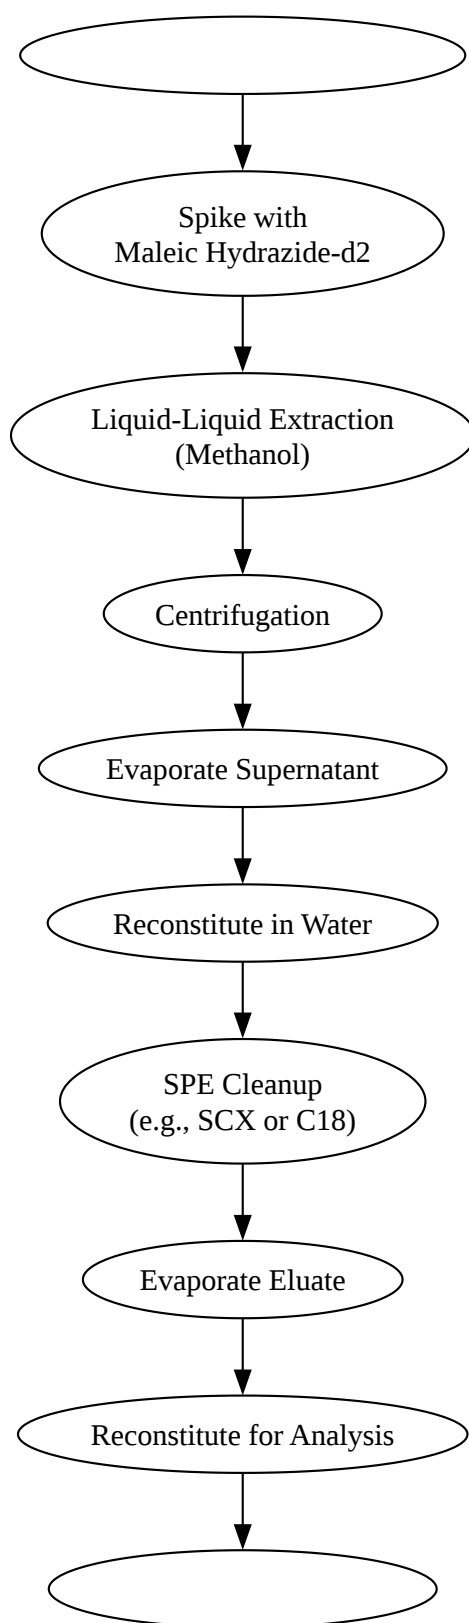 Spike with
Maleic Hydrazide-d2
Liquid-Liquid Extraction
(Methanol)
Centrifugation
Evaporate Supernatant
Reconstitute in Water
SPE Cleanup
(e.g., SCX or C18)
Evaporate Eluate
Reconstitute for Analysis